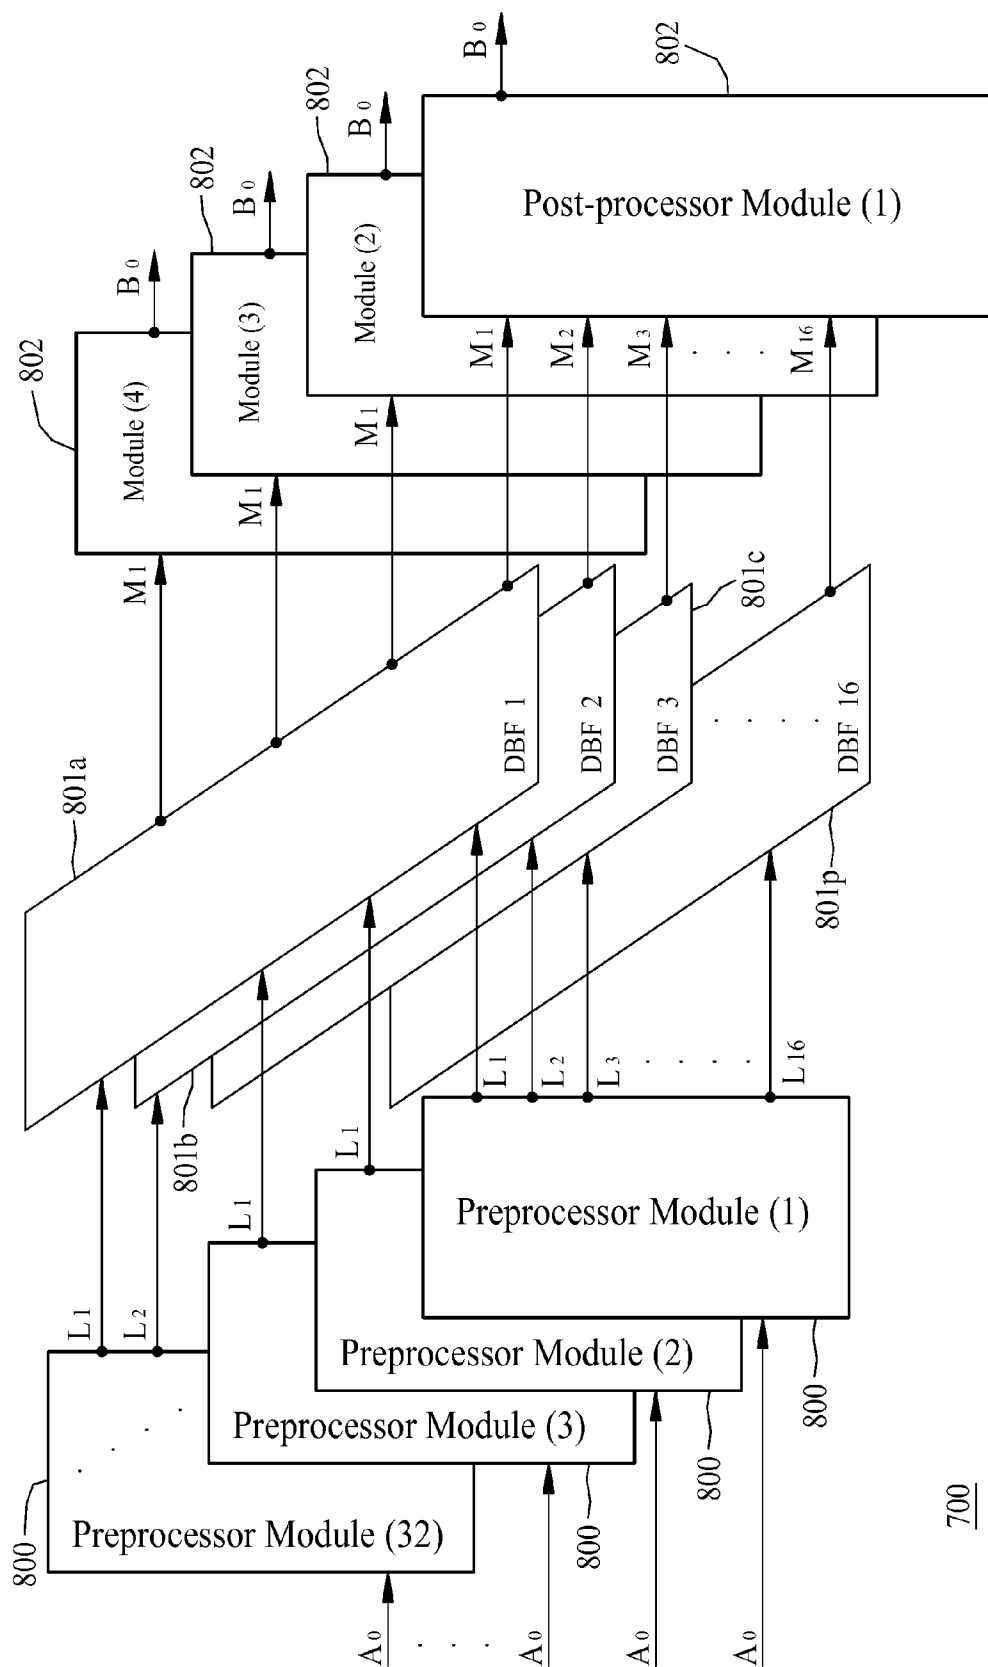 B0
802
B0
802
B0
802
B0
802
Module (4)
Module (3)
Module (2)
Post-processor Module (1)
M1
M1
M1
M1
M2
M3
. . . .
M16
801a
801b
801c
801p
DBF 1
DBF 2
DBF 3
. . . .
DBF 16
L1
L2
L1
L1
L1
L2
L3
. . . .
L16
800
Preprocessor Module (32)
. . . .
Preprocessor Module (3)
800
Preprocessor Module (2)
800
Preprocessor Module (1)
800
A0
. . . .
A0
A0
A0
700